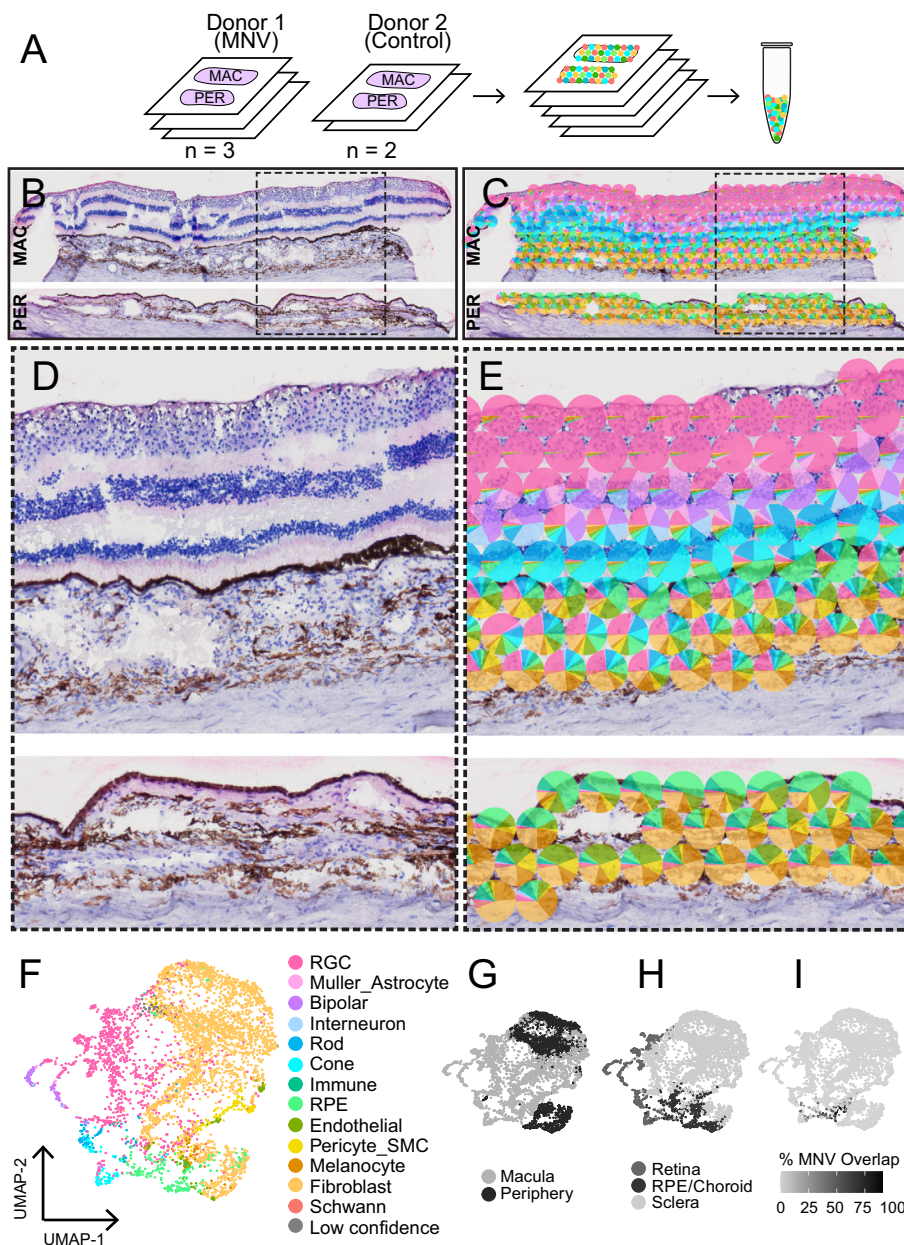 A
Donor 1
(MNV)
Donor 2
(Control)
MAC
PER
MAC
PER
n = 3
n = 2
B
C
MAC
PER
MAC
PER
D
E
F
RGC
Muller_Astrocyte
Bipolar
Interneuron
Rod
Cone
Immune
RPE
Endothelial
Pericyte_SMC
Melanocyte
Fibroblast
Schwann
Low confidence
UMAP-2
UMAP-1
G
H
I
Macula
Periphery
Retina
RPE/Choroid
Sclera
% MNV Overlap
0 25 50 75 100